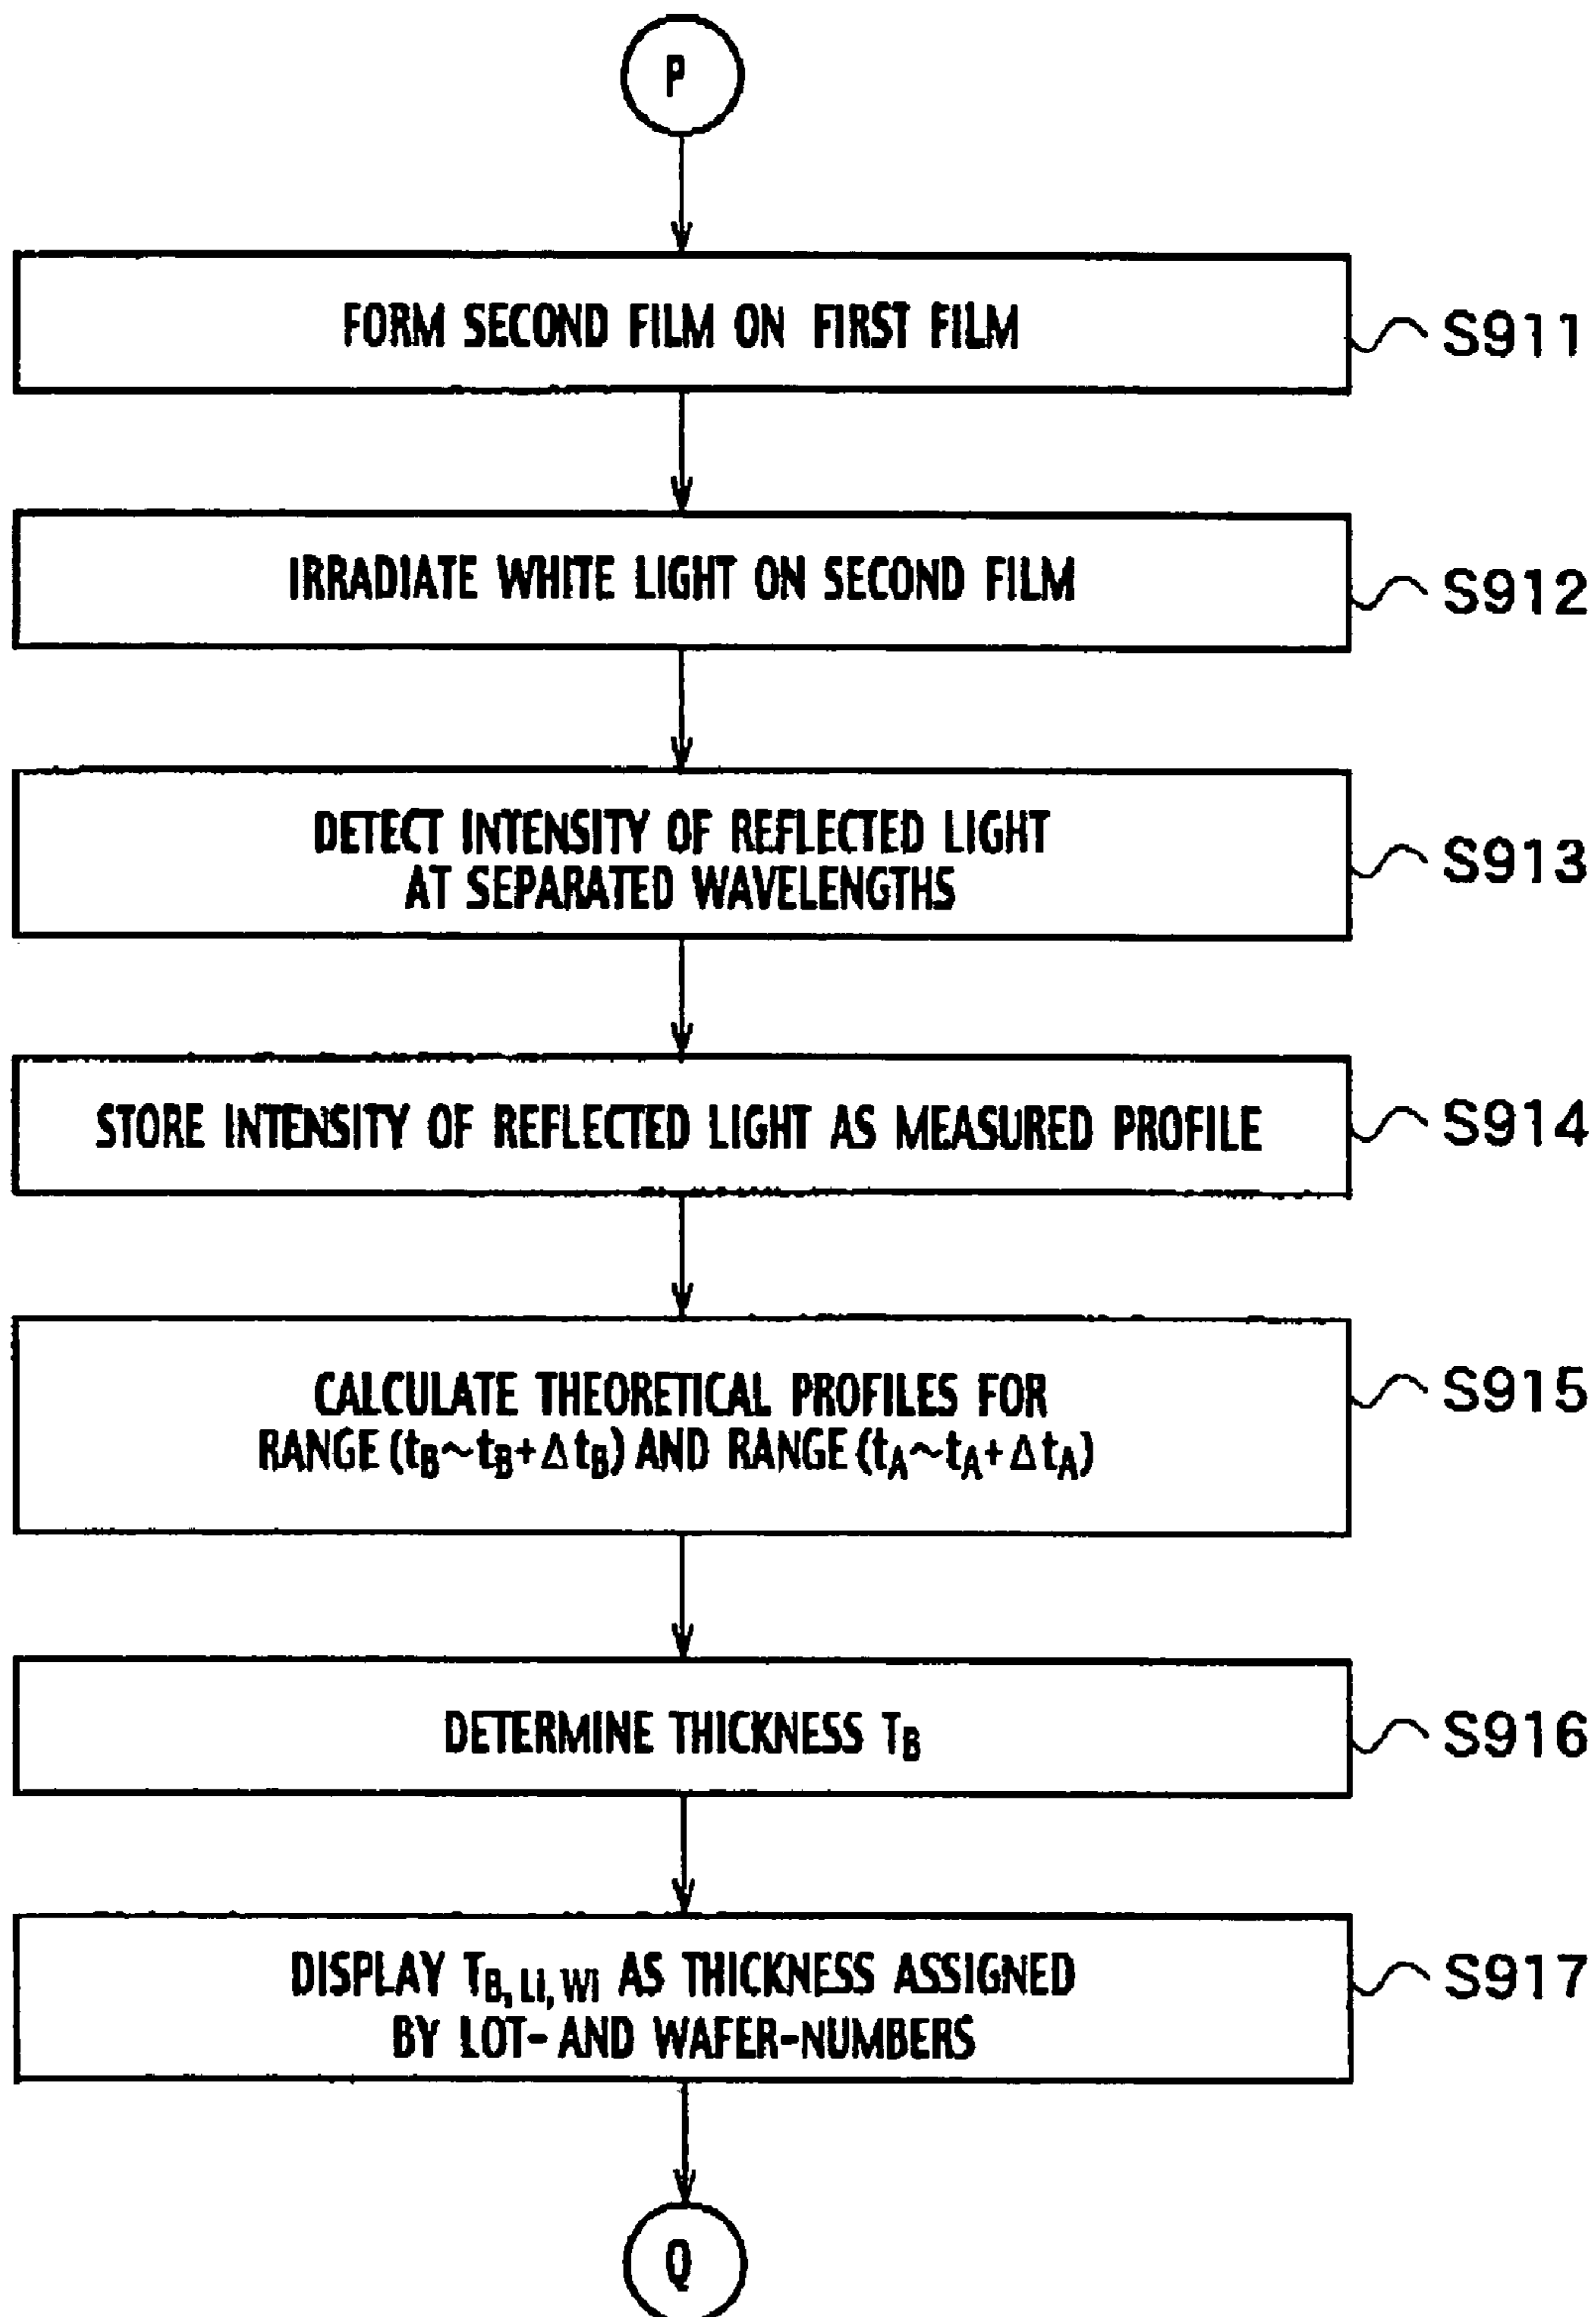 P
FORM SECOND FILM ON FIRST FILM
S911
IRRADIATE WHITE LIGHT ON SECOND FILM
S912
DETECT INTENSITY OF REFLECTED LIGHT
AT SEPARATED WAVELENGTHS
S913
STORE INTENSITY OF REFLECTED LIGHT AS MEASURED PROFILE
S914
CALCULATE THEORETICAL PROFILES FOR
RANGE (tB~tB+ΔtB) AND RANGE (tA~tA+ΔtA)
S915
DETERMINE THICKNESS TB
S916
DISPLAY TB, Li, Wi AS THICKNESS ASSIGNED
BY LOT- AND WAFER-NUMBERS
S917
Q